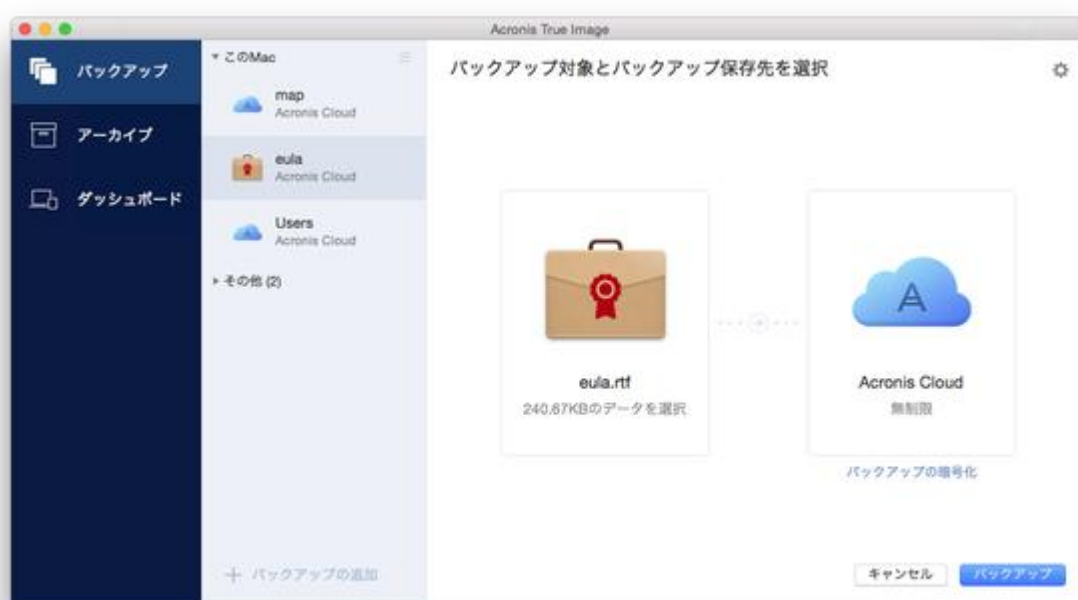 Acronis True Image
バックアップ
アーカイブ
ダッシュボード
このMac
map
Acronis Cloud
eula
Acronis Cloud
Users
Acronis Cloud
その他 (2)
バックアップの追加
バックアップ対象とバックアップ保存先を選択
eula.rtf
240.67KBのデータを選択
Acronis Cloud
無制限
バックアップの暗号化
キャンセル
バックアップ